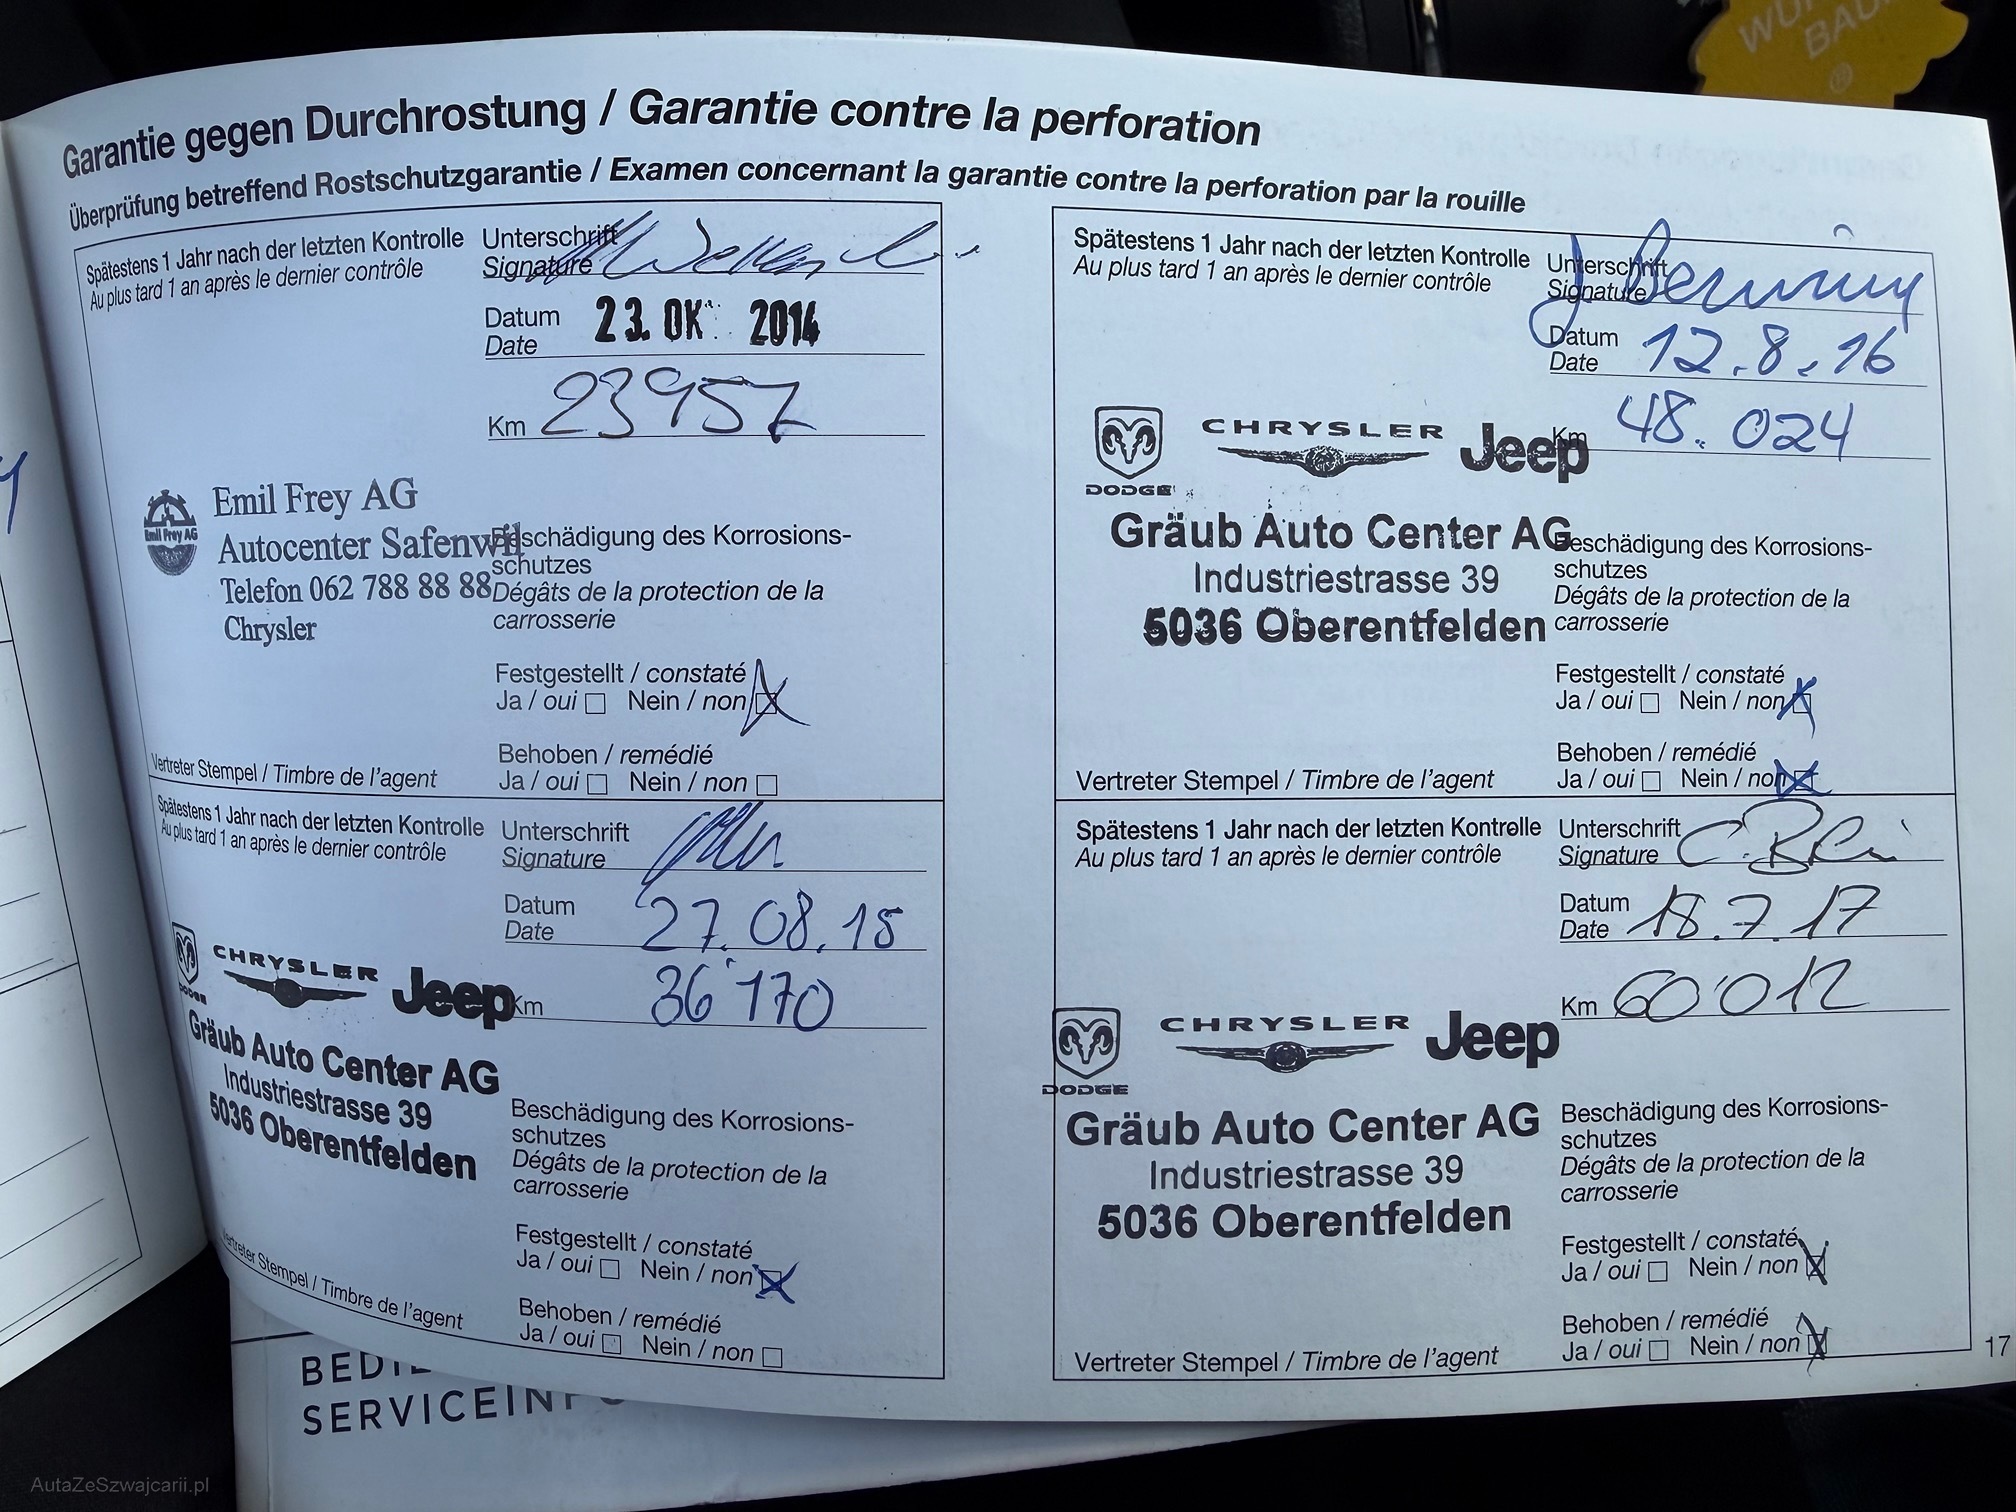 WUN
BAU
®
Garantie gegen Durchrostung / Garantie contre la perforation
Überprüfung betreffend Rostschutzgarantie / Examen concernant la garantie contre la perforation par la rouille
Spätestens 1 Jahr nach der letzten Kontrolle
Au plus tard 1 an après le dernier contrôle
Unterschrift
Signature
Datum
Date
23. OK 2014
Km 23957
Emil Frey AG
Emil Frey AG
Autocenter Safenwil
Telefon 062 788 88 88
Chrysler
Beschädigung des Korrosions-
schutzes
Dégâts de la protection de la
carrosserie
Festgestellt / constaté
Ja / oui Nein / non
Behoben / remédié
Ja / oui Nein / non
Vertreter Stempel / Timbre de l'agent
Spätestens 1 Jahr nach der letzten Kontrolle
Au plus tard 1 an après le dernier contrôle
Unterschrift
Signature
Datum
Date
27.08.15
Km 36'170
DODGE
CHRYSLER
Jeep
Gräub Auto Center AG
Industriestrasse 39
5036 Oberentfelden
Beschädigung des Korrosions-
schutzes
Dégâts de la protection de la
carrosserie
Festgestellt / constaté
Ja / oui Nein / non
Behoben / remédié
Ja / oui Nein / non
Vertreter Stempel / Timbre de l'agent
Spätestens 1 Jahr nach der letzten Kontrolle
Au plus tard 1 an après le dernier contrôle
Unterschrift
Signature
Datum
Date
12.8.16
Km 48.024
DODGE
CHRYSLER
Jeep
Gräub Auto Center AG
Industriestrasse 39
5036 Oberentfelden
Beschädigung des Korrosions-
schutzes
Dégâts de la protection de la
carrosserie
Festgestellt / constaté
Ja / oui Nein / non
Behoben / remédié
Ja / oui Nein / non
Vertreter Stempel / Timbre de l'agent
Spätestens 1 Jahr nach der letzten Kontrolle
Au plus tard 1 an après le dernier contrôle
Unterschrift
Signature
Datum
Date
18.7.17
Km 60'012
DODGE
CHRYSLER
Jeep
Gräub Auto Center AG
Industriestrasse 39
5036 Oberentfelden
Beschädigung des Korrosions-
schutzes
Dégâts de la protection de la
carrosserie
Festgestellt / constaté
Ja / oui Nein / non
Behoben / remédié
Ja / oui Nein / non
Vertreter Stempel / Timbre de l'agent
17
BEDIE
SERVICEINFO
AutaZeSzwajcarii.pl